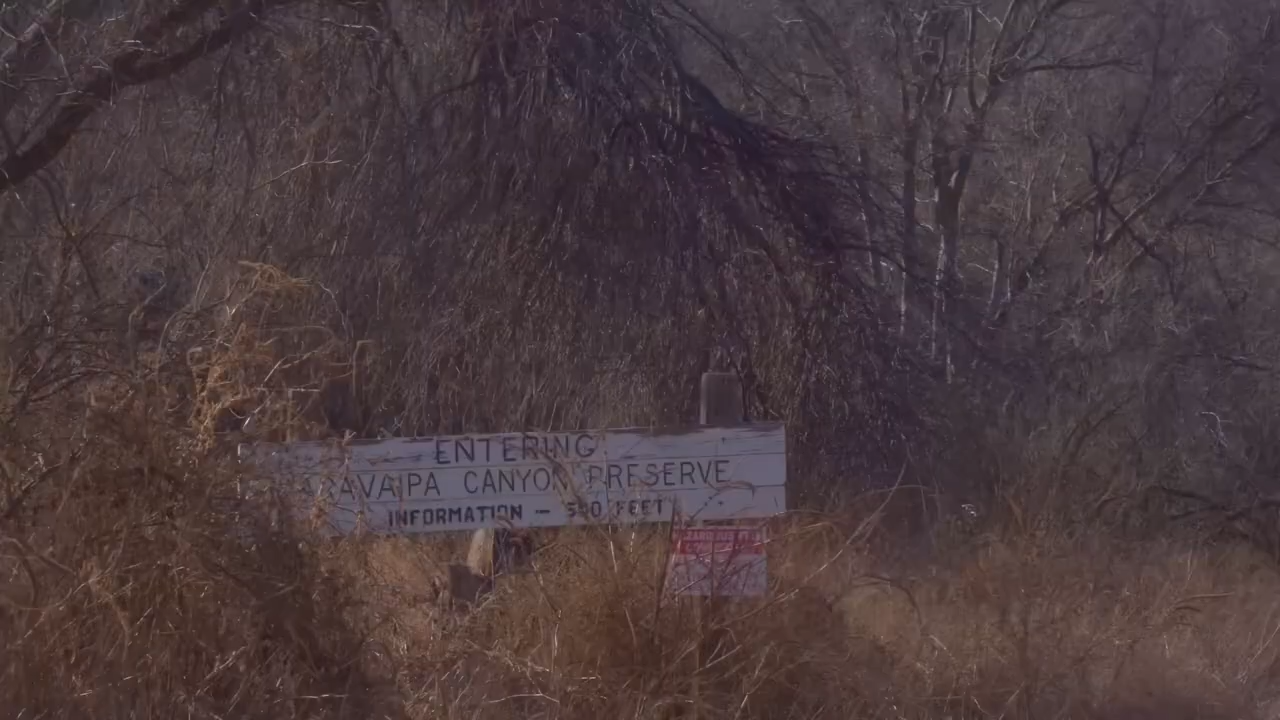 ENTERING
ARAVAIPA CANYON PRESERVE
INFORMATION — 500 FEET